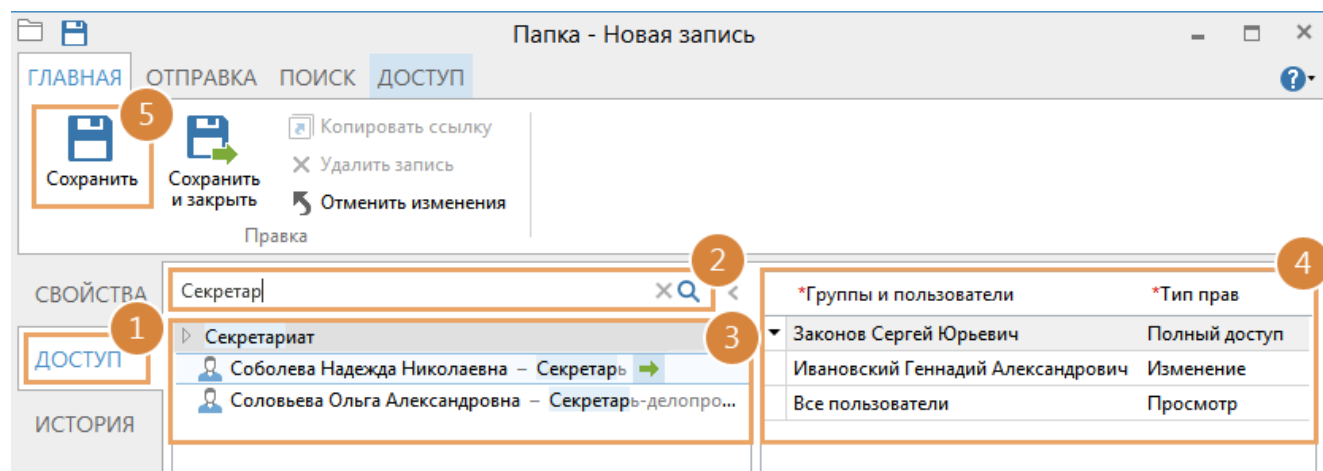 Папка - Новая запись
ГЛАВНАЯ ОТПРАВКА ПОИСК ДОСТУП
?
5
Сохранить
Сохранить
и закрыть
Копировать ссылку
Удалить запись
Отменить изменения
Правка
СВОЙСТВА
1
ДОСТУП
ИСТОРИЯ
2
Секретар
3
Секретариат
Соболева Надежда Николаевна – Секретарь
Соловьева Ольга Александровна – Секретарь-делопро...
4
*Группы и пользователи *Тип прав
Законов Сергей Юрьевич Полный доступ
Ивановский Геннадий Александрович Изменение
Все пользователи Просмотр